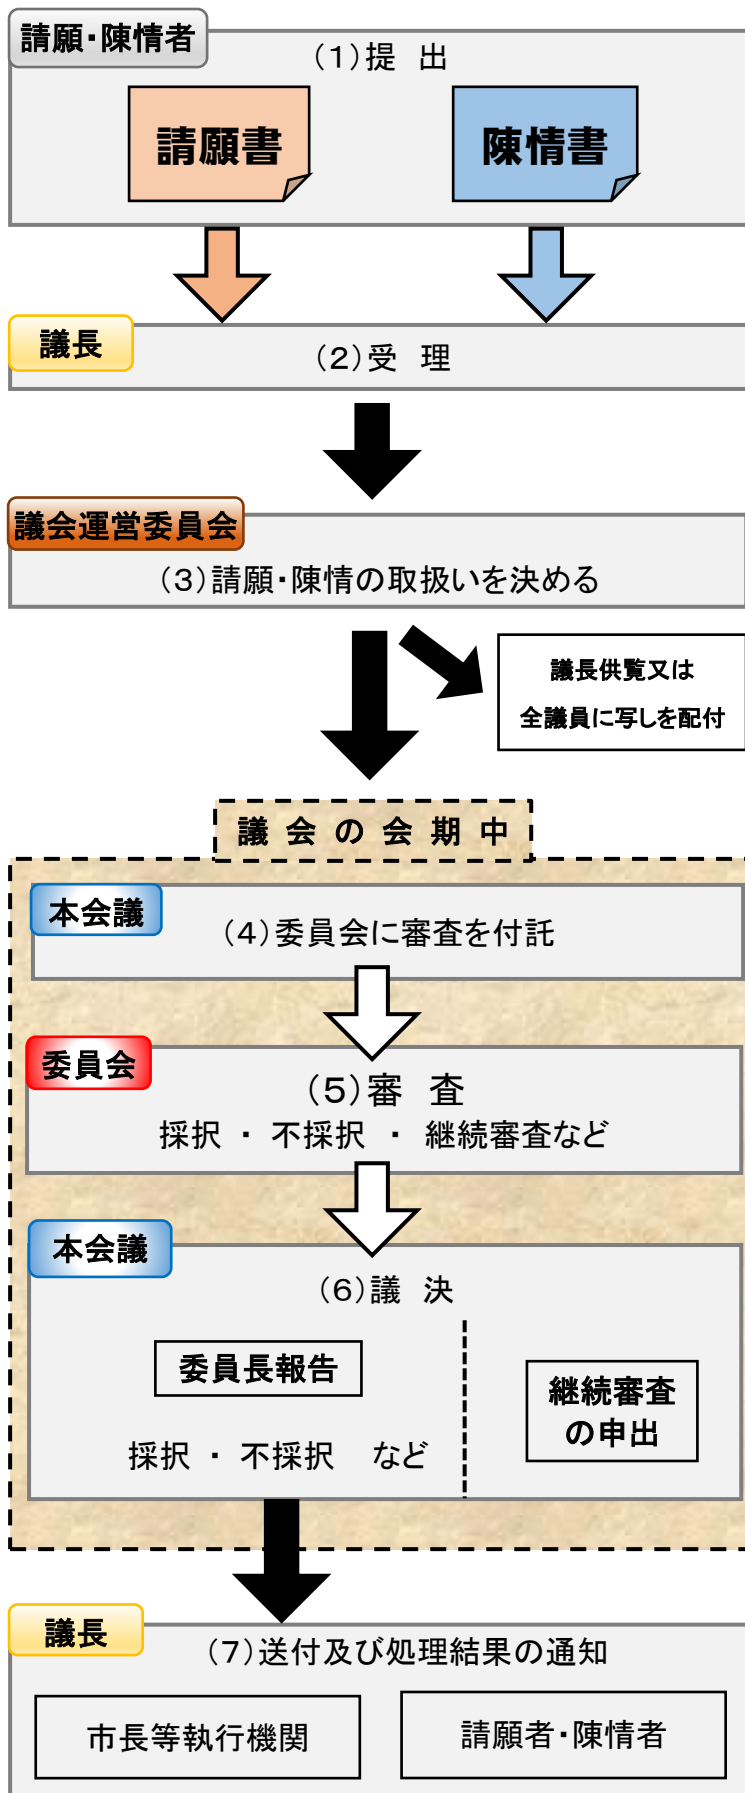 請願・陳情者
（１）提　出
請願書
陳情書
議長
（２）受　理
議会運営委員会
（３）請願・陳情の取扱いを決める
議長供覧又は
全議員に写しを配付
議 会 の 会 期 中
本会議
（４）委員会に審査を付託
委員会
（５）審　査
採択 ・ 不採択 ・ 継続審査など
本会議
（６）議　決
委員長報告
採択 ・ 不採択　など
継続審査
の申出
議長
（７）送付及び処理結果の通知
市長等執行機関
請願者・陳情者